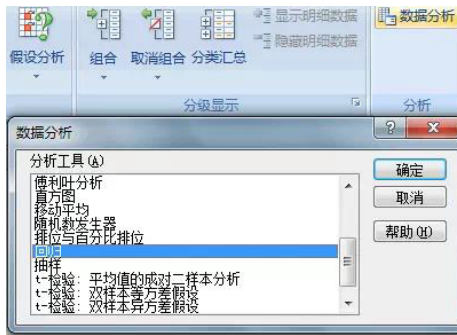 显示明细数据
数据分析
隐藏明细数据
假设分析
组合
取消组合
分类汇总
分级显示
分析
数据分析
分析工具(A)
确定
取消
帮助(H)
傅利叶分析
直方图
移动平均
随机数发生器
排位与百分比排位
回归
抽样
t-检验: 平均值的成对二样本分析
t-检验: 双样本等方差假设
t-检验: 双样本异方差假设